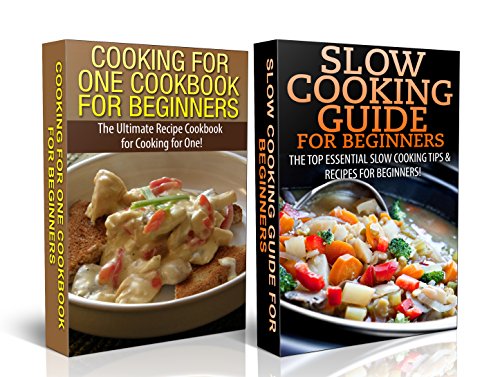 COOKING FOR ONE COOKBOOK
FOR BEGINNERS
COOKING FOR
ONE COOKBOOK
FOR BEGINNERS
The Ultimate Recipe Cookbook
for Cooking for One!
SLOW COOKING GUIDE FOR
BEGINNERS
SLOW
COOKING
GUIDE
FOR BEGINNERS
THE TOP ESSENTIAL SLOW COOKING TIPS &
RECIPES FOR BEGINNERS!